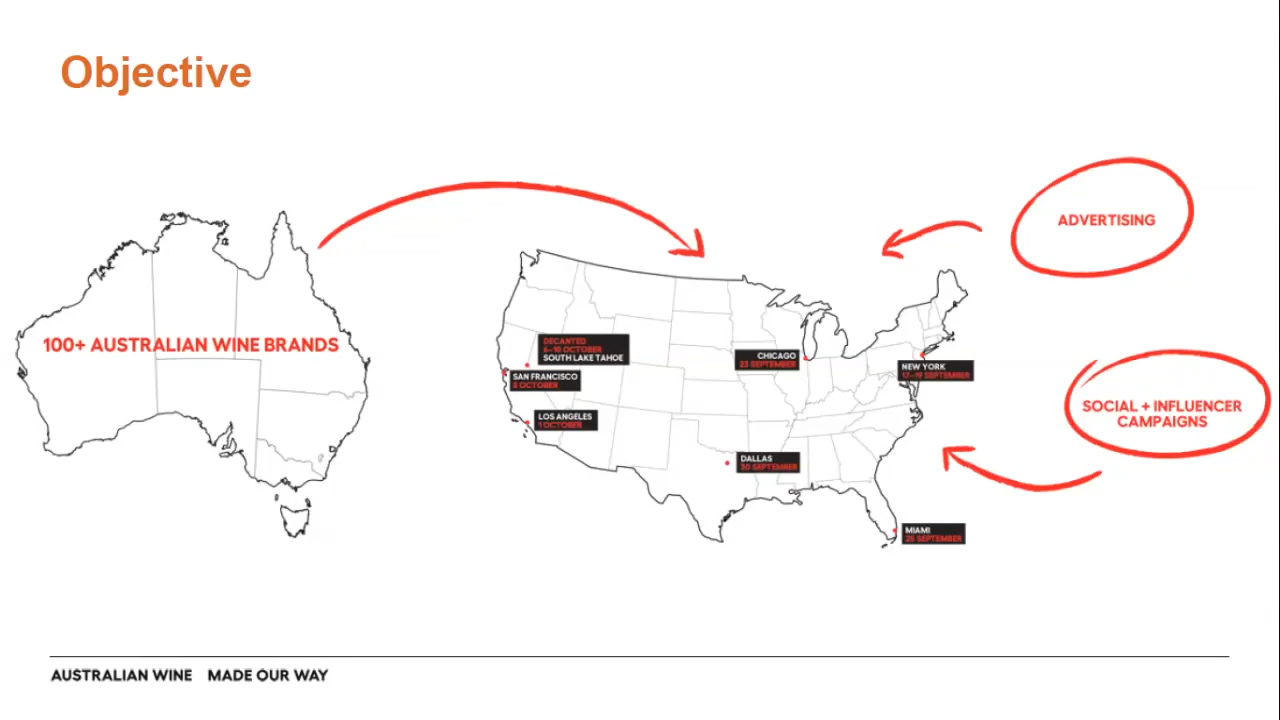 Objective
ADVERTISING
100+ AUSTRALIAN WINE BRANDS
DECANTED
6–10 OCTOBER
SOUTH LAKE TAHOE
SAN FRANCISCO
3 OCTOBER
LOS ANGELES
1 OCTOBER
CHICAGO
23 SEPTEMBER
NEW YORK
17–19 SEPTEMBER
DALLAS
30 SEPTEMBER
MIAMI
SEPTEMBER
SOCIAL + INFLUENCER
CAMPAIGNS
AUSTRALIAN WINE MADE OUR WAY